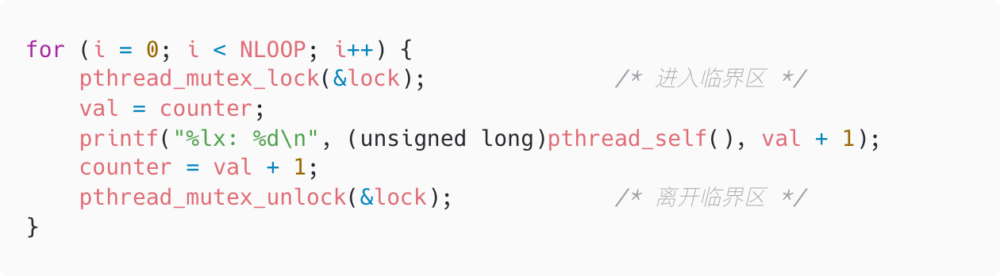 for (i = 0; i < NLOOP; i++) {
    pthread_mutex_lock(&lock);              /* 进入临界区 */
    val = counter;
    printf("%lx: %d\n", (unsigned long)pthread_self(), val + 1);
    counter = val + 1;
    pthread_mutex_unlock(&lock);            /* 离开临界区 */
}